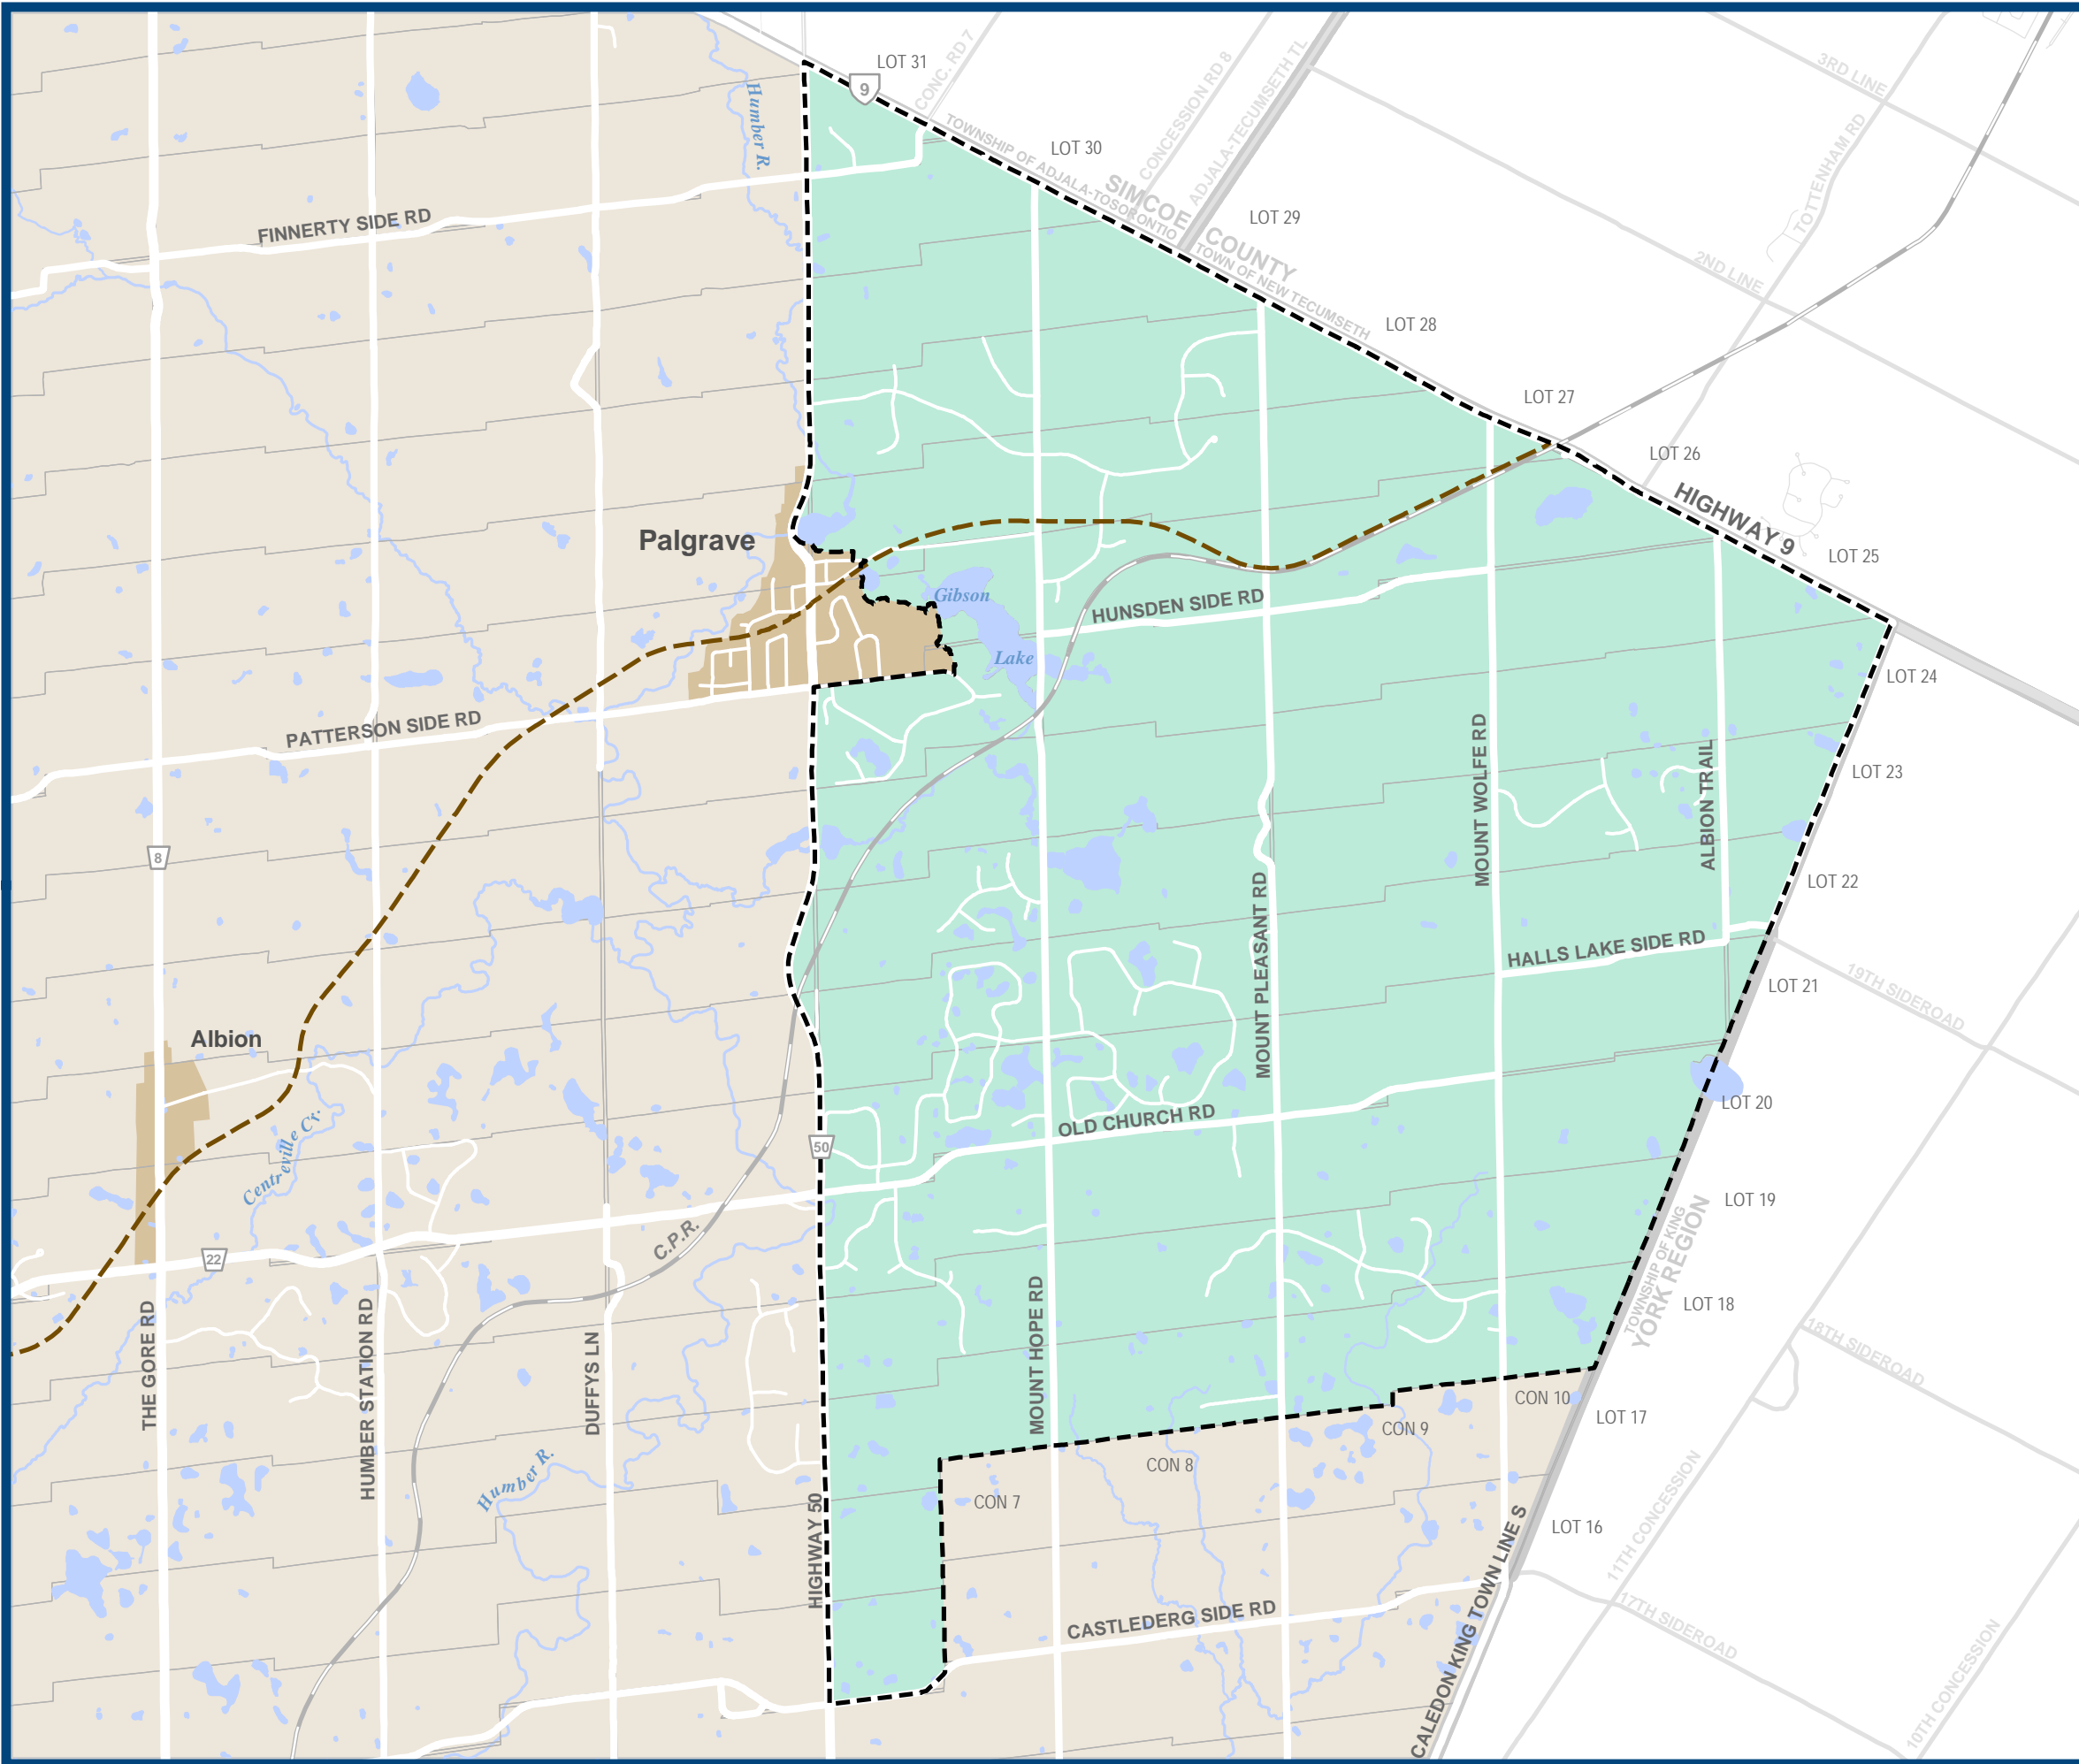 LOT 31
9
CONC. RD 7
3RD LINE
CONCESSION RD 8
ADJALA-TECUMSETH TL
Humber R.
TOWNSHIP OF ADJALA-TOSORONTIO
LOT 30
TOTTENHAM RD
SIMCOE COUNTY
FINNERTY SIDE RD
LOT 29
TOWN OF NEW TECUMSETH
2ND LINE
LOT 28
LOT 27
LOT 26
HIGHWAY 9
Palgrave
LOT 25
Gibson
Lake
HUNSDEN SIDE RD
LOT 24
PATTERSON SIDE RD
MOUNT WOLFE RD
ALBION TRAIL
LOT 23
8
LOT 22
MOUNT PLEASANT RD
HALLS LAKE SIDE RD
19TH SIDEROAD
LOT 21
Albion
LOT 20
Centreville Cr.
OLD CHURCH RD
50
LOT 19
TOWNSHIP OF KING
YORK REGION
C.P.R.
22
LOT 18
18TH SIDEROAD
THE GORE RD
HUMBER STATION RD
DUFFYS LN
MOUNT HOPE RD
CON 10
LOT 17
CON 9
CON 8
Humber R.
CON 7
HIGHWAY 50
LOT 16
11TH CONCESSION
CASTLEDERG SIDE RD
CALEDON KING TOWN LINE S
17TH SIDEROAD
10TH CONCESSION